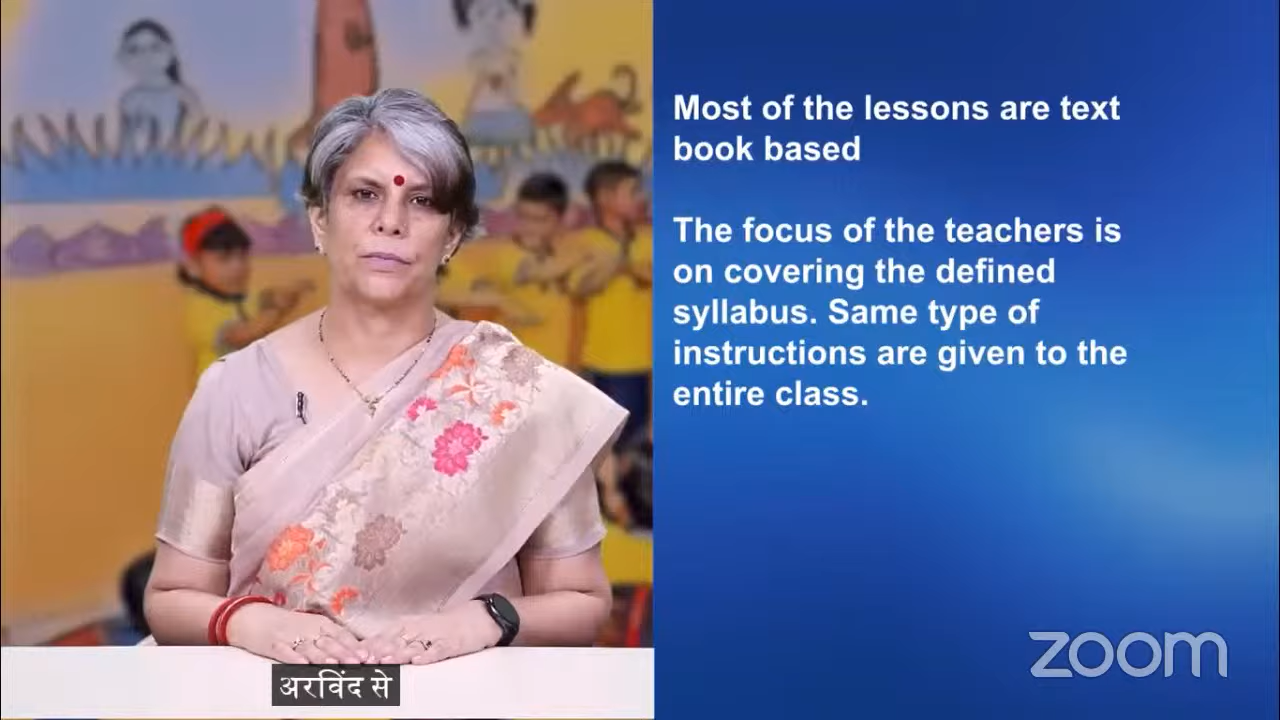 Most of the lessons are text
book based
The focus of the teachers is
on covering the defined
syllabus. Same type of
instructions are given to the
entire class.
अरविंद से
zoom